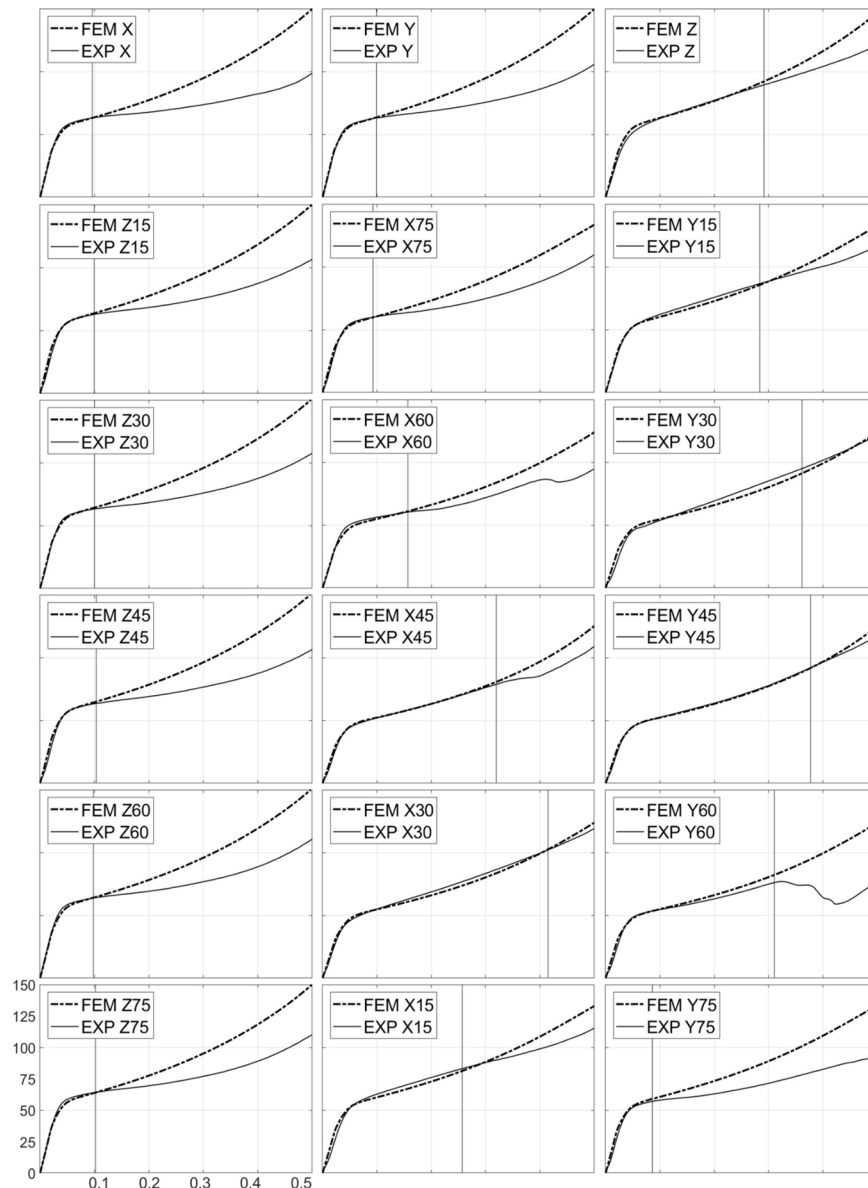 FEM X
EXP X
FEM Y
EXP Y
FEM Z
EXP Z
FEM Z15
EXP Z15
FEM X75
EXP X75
FEM Y15
EXP Y15
FEM Z30
EXP Z30
FEM X60
EXP X60
FEM Y30
EXP Y30
FEM Z45
EXP Z45
FEM X45
EXP X45
FEM Y45
EXP Y45
FEM Z60
EXP Z60
FEM X30
EXP X30
FEM Y60
EXP Y60
FEM Z75
EXP Z75
FEM X15
EXP X15
FEM Y75
EXP Y75
150
125
100
75
50
25
0
0.1 0.2 0.3 0.4 0.5